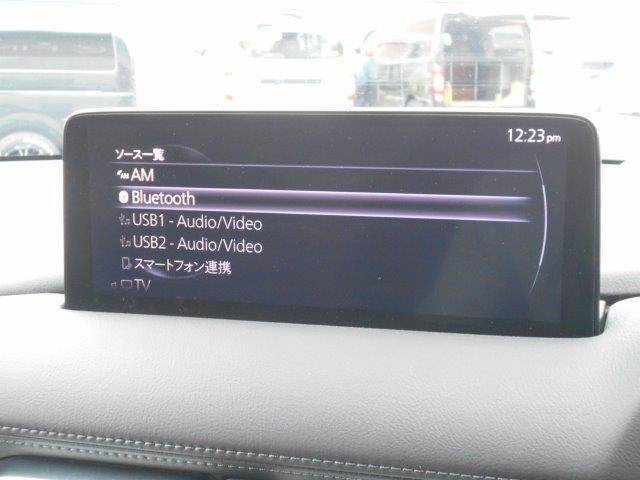 12:23pm
ソース一覧
AM
Bluetooth
USB1 - Audio/Video
USB2 - Audio/Video
スマートフォン連携
TV